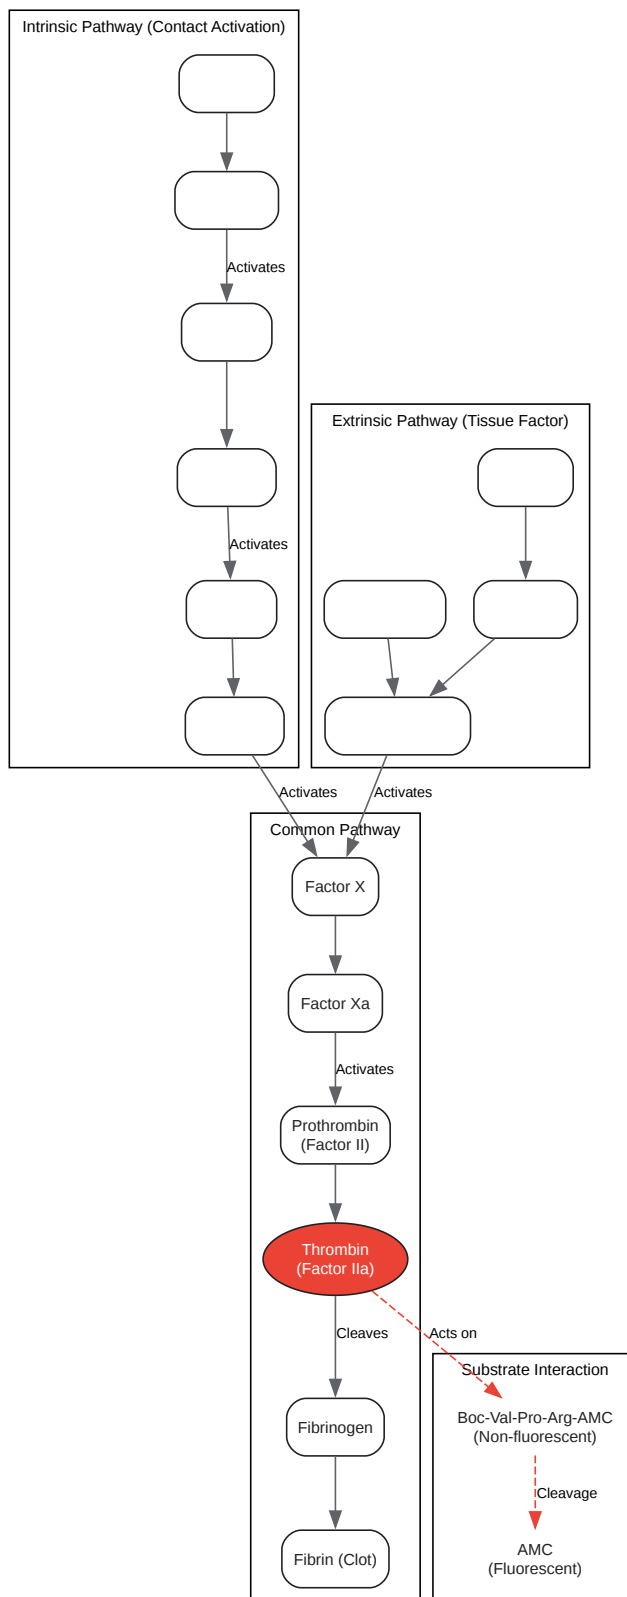 Intrinsic Pathway (Contact Activation)
Activates
Extrinsic Pathway (Tissue Factor)
Activates
Activates
Activates
Common Pathway
Factor X
Factor Xa
Activates
Prothrombin
(Factor II)
Thrombin
(Factor IIa)
Cleaves
Acts on
Substrate Interaction
Boc-Val-Pro-Arg-AMC
(Non-fluorescent)
Fibrinogen
Cleavage
AMC
(Fluorescent)
Fibrin (Clot)